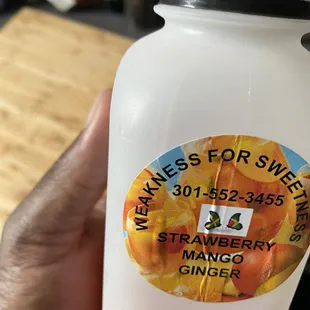 WEAKNESS FOR SWEETNESS
301-552-3455
STRAWBERRY
MANGO
GINGER